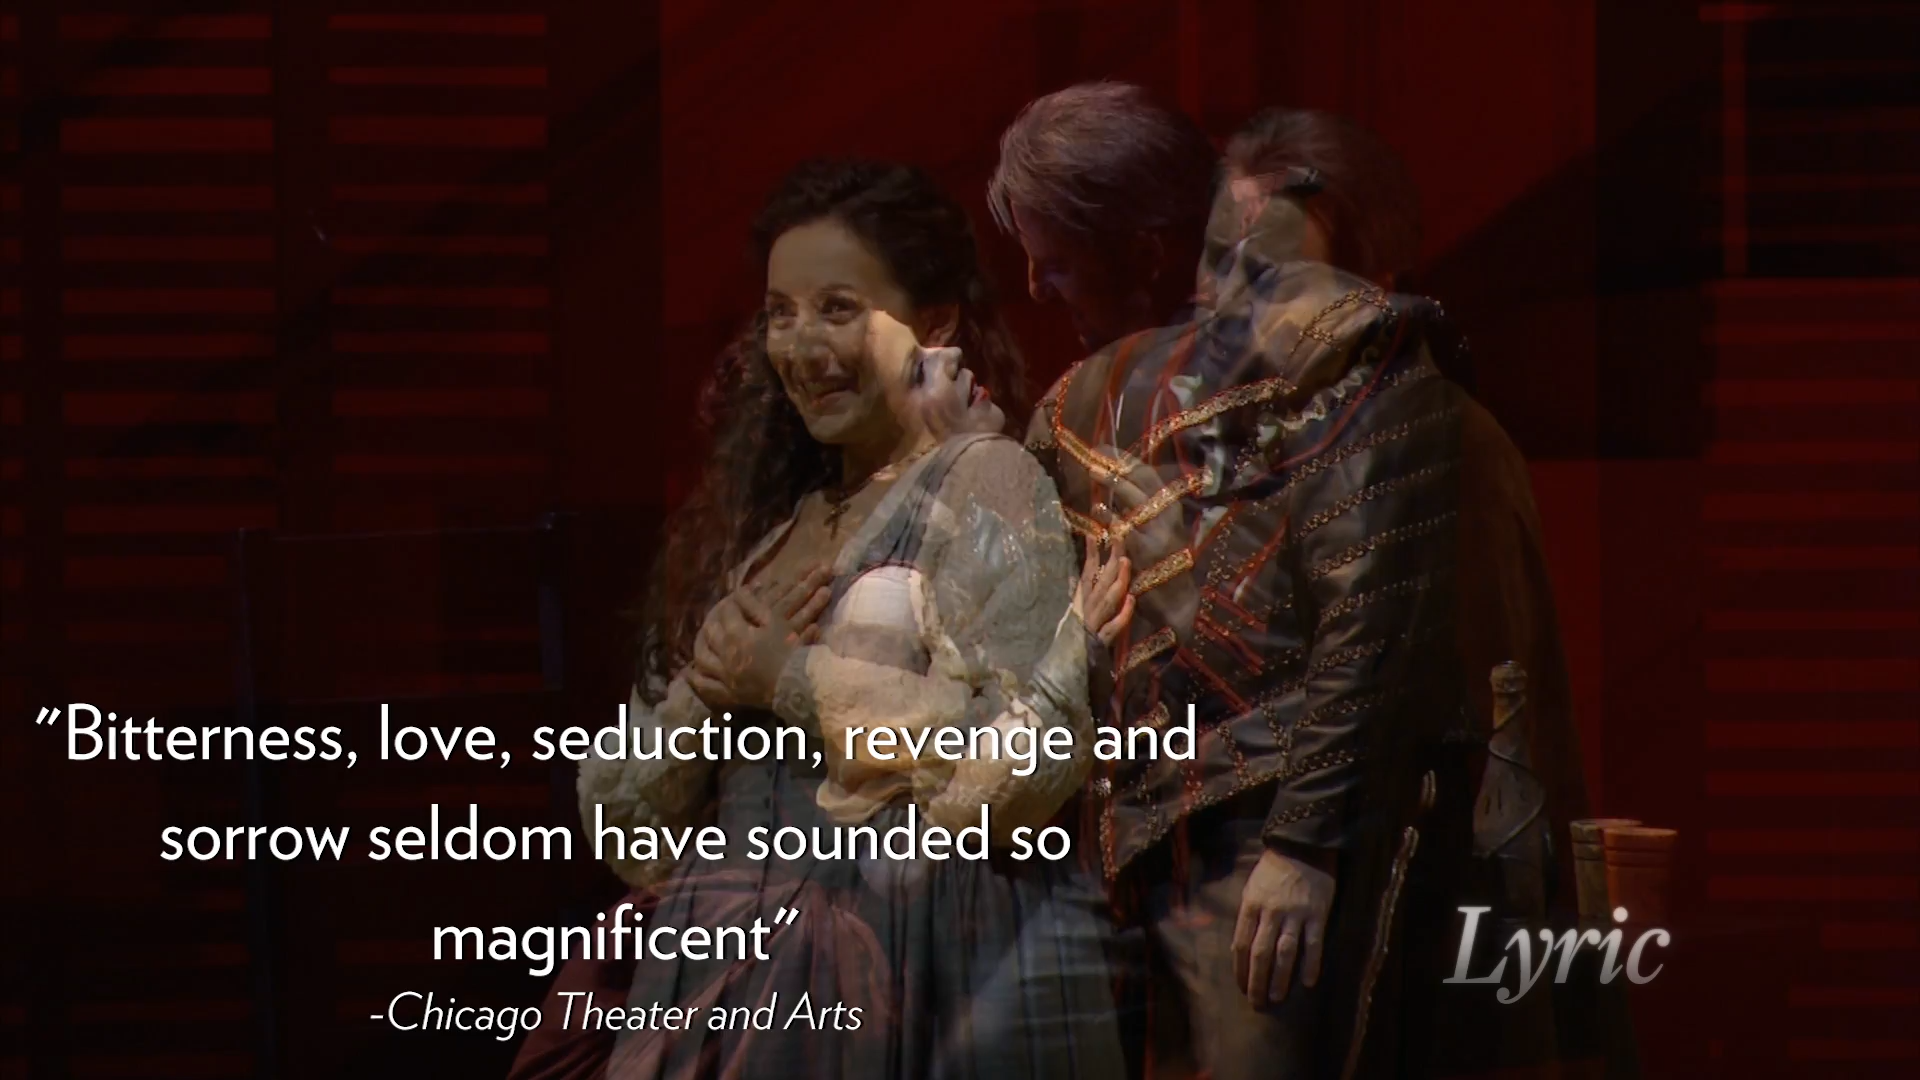 "Bitterness, love, seduction, revenge and
sorrow seldom have sounded so
magnificent"
-Chicago Theater and Arts
Lyric